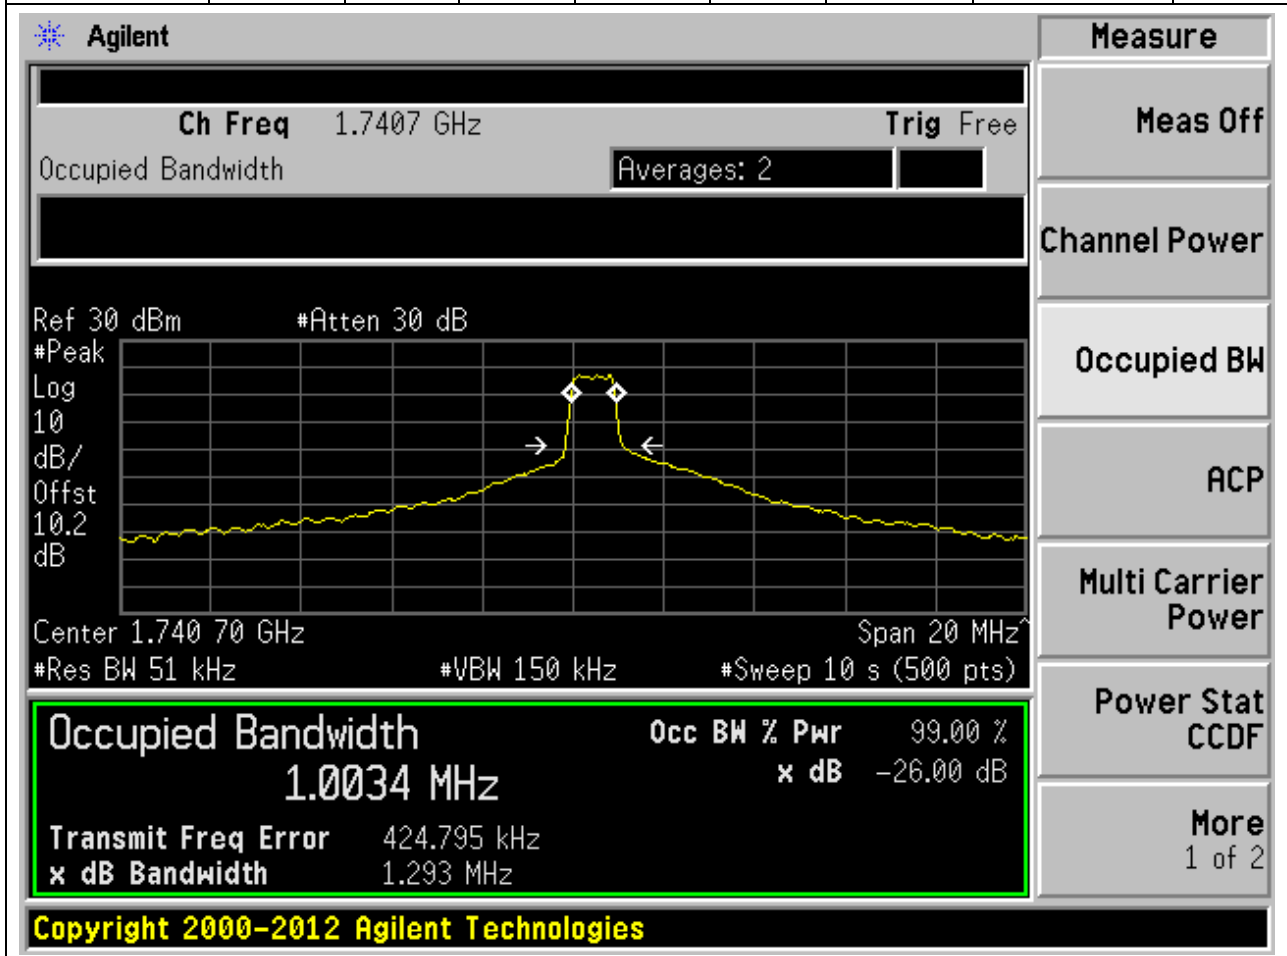 Agilent
Measure
Ch Freq 1.7407 GHz Trig Free
Meas Off
Occupied Bandwidth Averages: 2
Channel Power
Ref 30 dBm #Atten 30 dB
#Peak
Log
10
dB/
Offst
10.2
dB
Occupied BW
ACP
Multi Carrier
Power
Center 1.740 70 GHz Span 20 MHz^
#Res BW 51 kHz #VBW 150 kHz #Sweep 10 s (500 pts)
Occupied Bandwidth Occ BW % Pwr 99.00 %
1.0034 MHz x dB -26.00 dB
Power Stat
CCDF
Transmit Freq Error 424.795 kHz
x dB Bandwidth 1.293 MHz
More
1 of 2
Copyright 2000-2012 Agilent Technologies